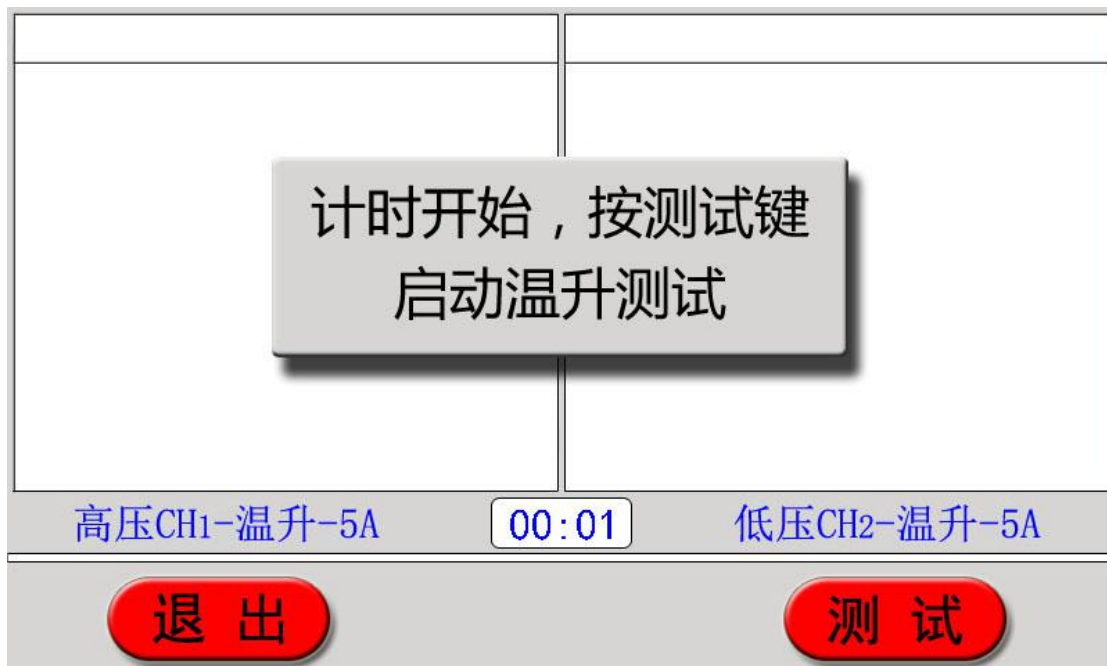 计时开始，按测试键
启动温升测试
高压CH1-温升-5A
00:01
低压CH2-温升-5A
退 出
测 试